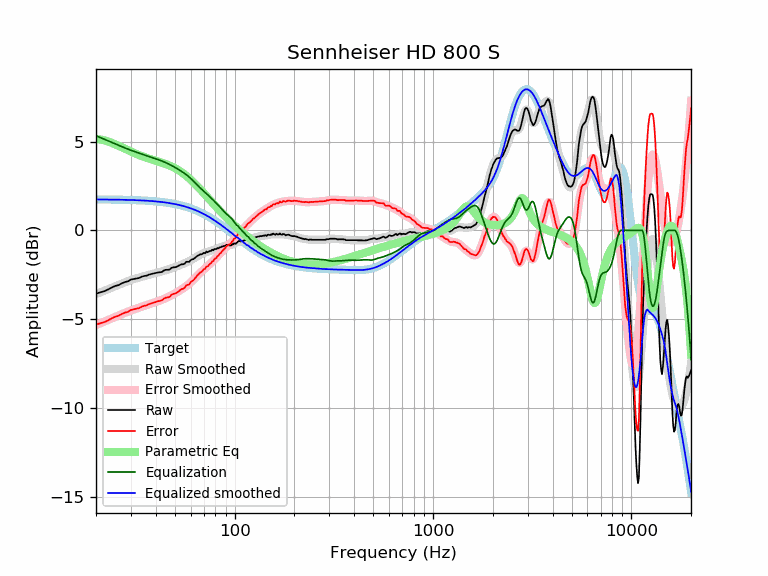 Sennheiser HD 800 S
Amplitude (dBr)
5
0
−5
−10
−15
Target
Raw Smoothed
Error Smoothed
Raw
Error
Parametric Eq
Equalization
Equalized smoothed
100
1000
10000
Frequency (Hz)